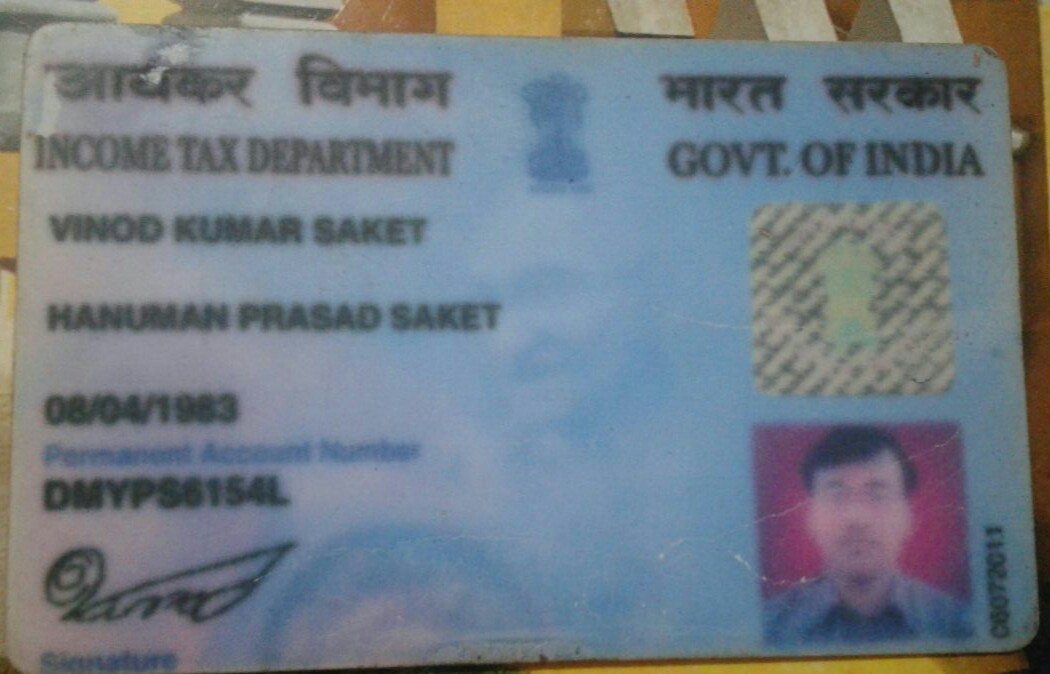 आयकर विभाग
भारत सरकार
INCOME TAX DEPARTMENT
GOVT. OF INDIA
VINOD KUMAR SAKET
HANUMAN PRASAD SAKET
08/04/1983
Permanent Account Number
DMYPS6154L
Signature
08072011